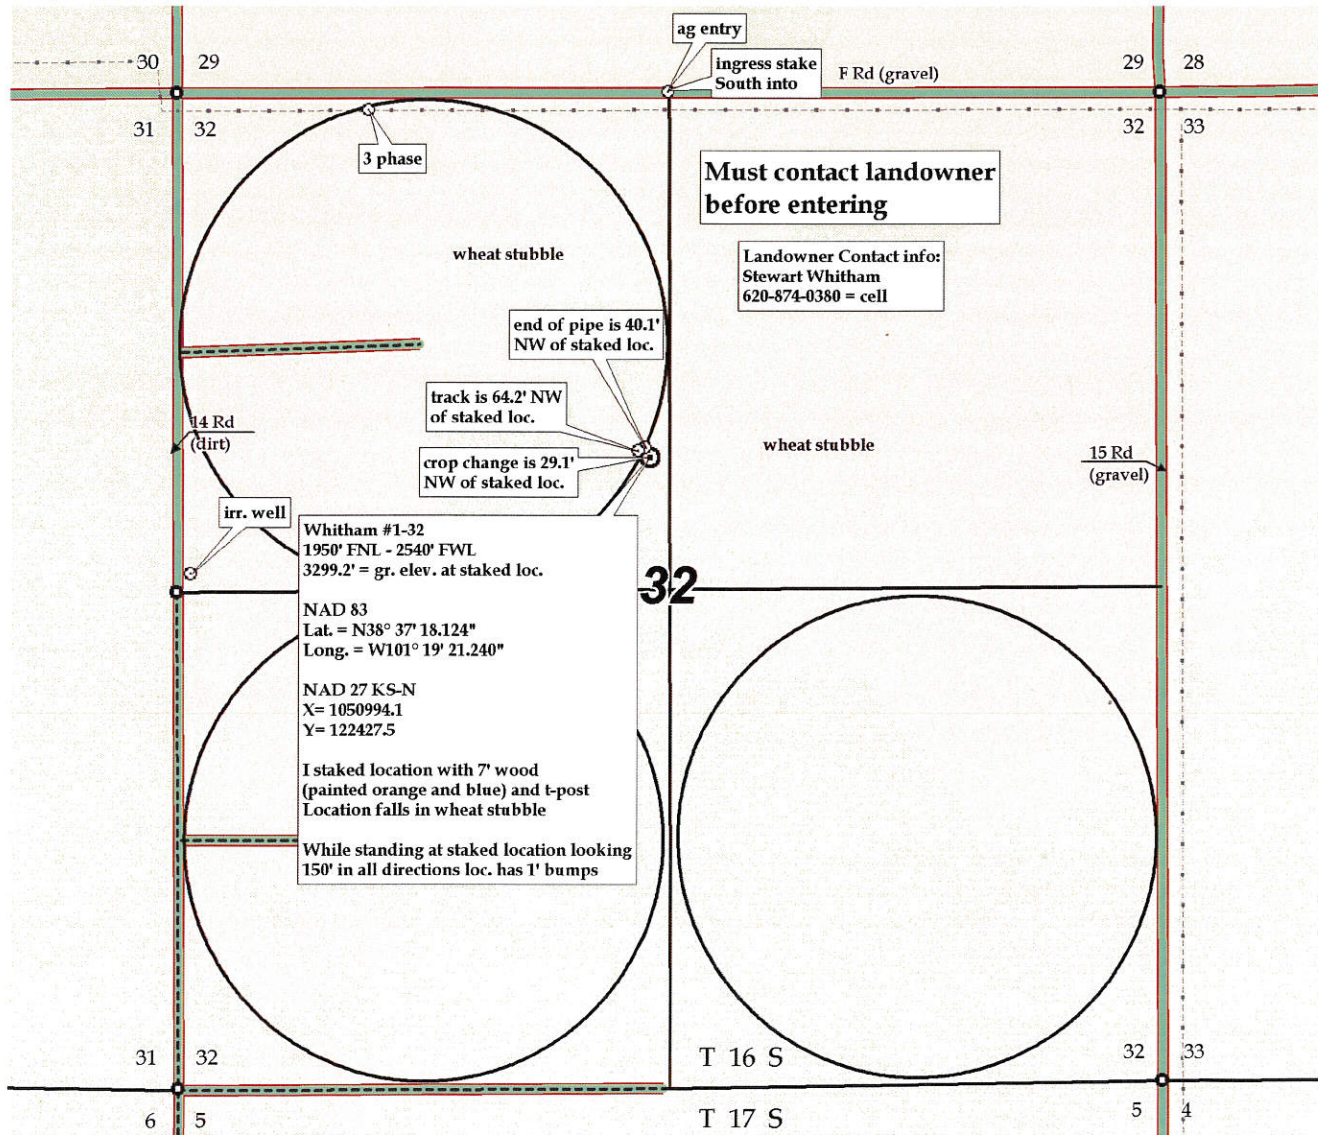 ag entry
ingress stake
South into
F Rd (gravel)
30 29
29 28
31 32
32 33
3 phase
Must contact landowner
before entering
wheat stubble
Landowner Contact info:
Stewart Whitham
620-874-0380 = cell
end of pipe is 40.1'
NW of staked loc.
track is 64.2' NW
of staked loc.
14 Rd
(dirt)
wheat stubble
crop change is 29.1'
NW of staked loc.
15 Rd
(gravel)
irr. well
Whitham #1-32
1950' FNL - 2540' FWL
3299.2' = gr. elev. at staked loc.
32
NAD 83
Lat. = N38° 37' 18.124"
Long. = W101° 19' 21.240"
NAD 27 KS-N
X= 1050994.1
Y= 122427.5
I staked location with 7' wood
(painted orange and blue) and t-post
Location falls in wheat stubble
While standing at staked location looking
150' in all directions loc. has 1' bumps
31 32
T 16 S
32 33
6 5
T 17 S
5 4